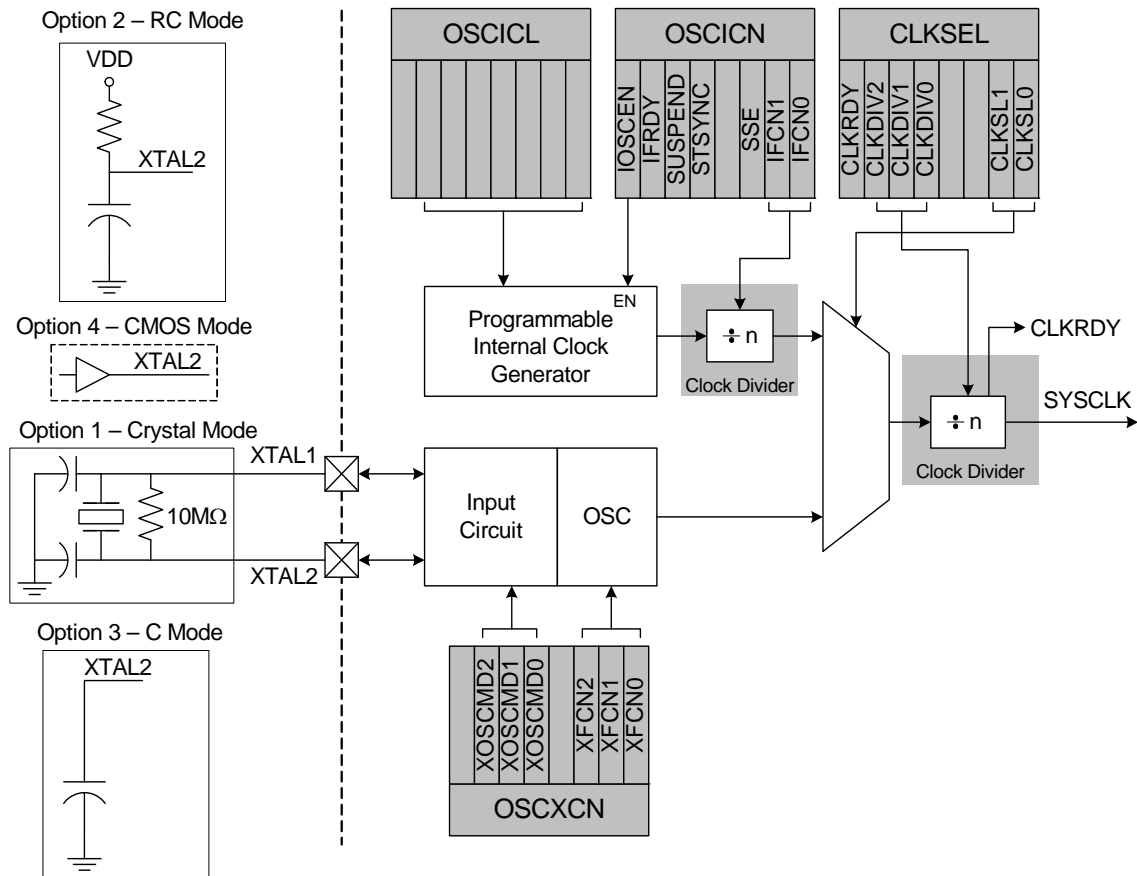 Option 2 – RC Mode
VDD
XTAL2
Option 4 – CMOS Mode
XTAL2
Option 1 – Crystal Mode
XTAL1
10MΩ
XTAL2
Option 3 – C Mode
XTAL2
OSCICL
OSCICN
IOSCEN
IFRDY
SUSPEND
STSYNC
SSE
IFCN1
IFCN0
CLKSEL
CLKRDY
CLKDIV2
CLKDIV1
CLKDIV0
CLKSL1
CLKSL0
EN
Programmable
Internal Clock
Generator
÷ n
Clock Divider
CLKRDY
SYSCLK
÷ n
Clock Divider
Input
Circuit
OSC
XOSCMD2
XOSCMD1
XOSCMD0
XFCN2
XFCN1
XFCN0
OSCXCN